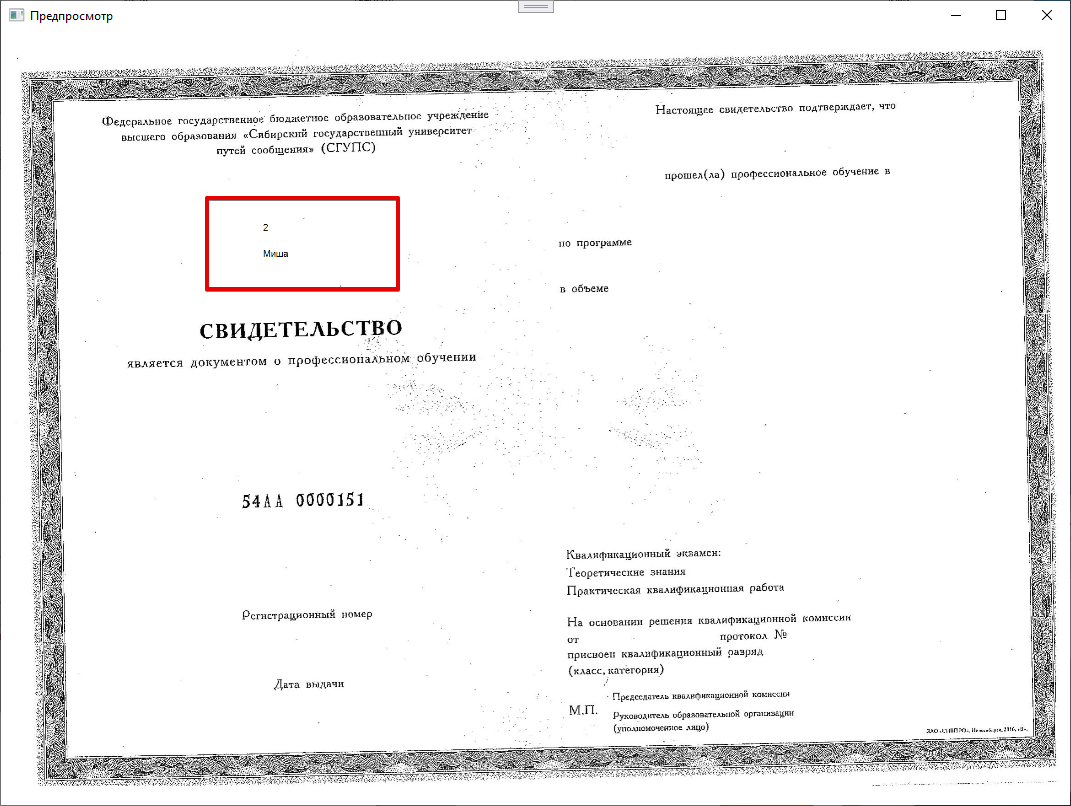 Предпросмотр
Федеральное государственное бюджетное образовательное учреждение
высшего образования «Сибирский государственный университет
путей сообщения» (СГУПС)
2
Миша
СВИДЕТЕЛЬСТВО
является документом о профессиональном обучении
54АА 0000151
Регистрационный номер
Дата выдачи
Настоящее свидетельство подтверждает, что
прошел(ла) профессиональное обучение в
по программе
в объеме
Квалификационный экзамен:
Теоретические знания
Практическая квалификационная работа
На основании решения квалификационной комиссии
от протокол №
присвоен квалификационный разряд
(класс, категория)
Председатель квалификационной комиссии
М.П.
Руководитель образовательной организации
(уполномоченное лицо)